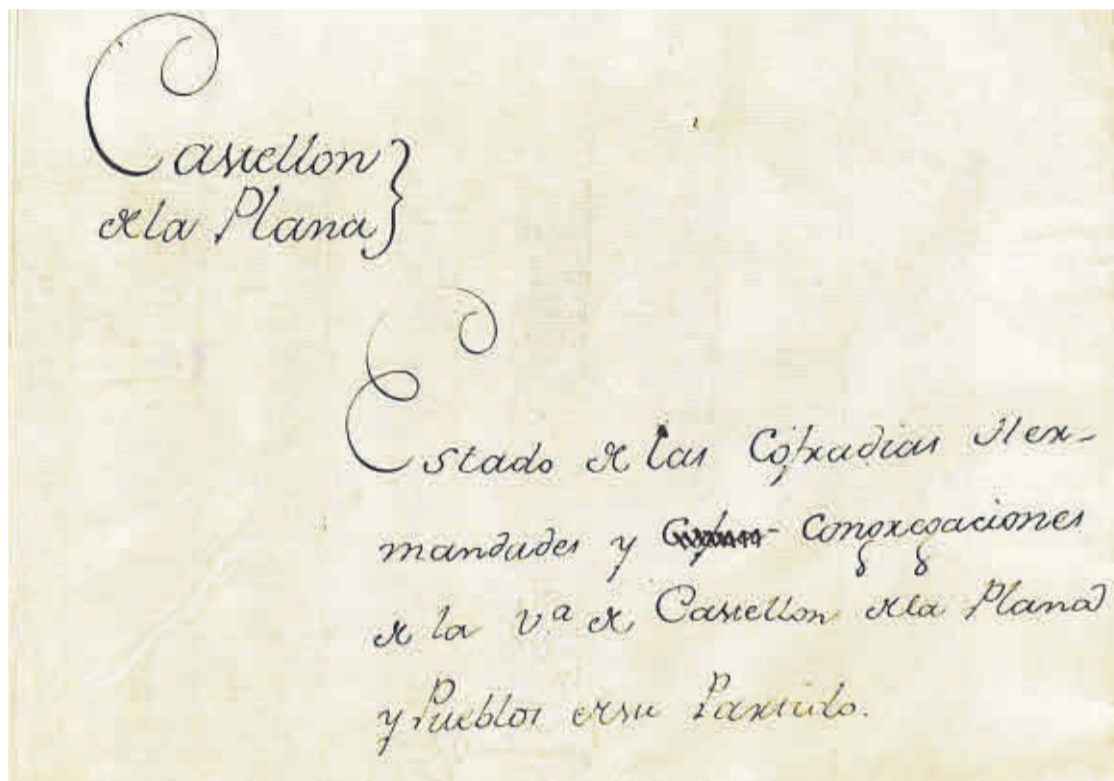 Castellon
de la Plana
Estado de las Cofradias Her-
mandades y Congregaciones
de la v.ª de Castellon de la Plana
y Pueblos de su Partido.